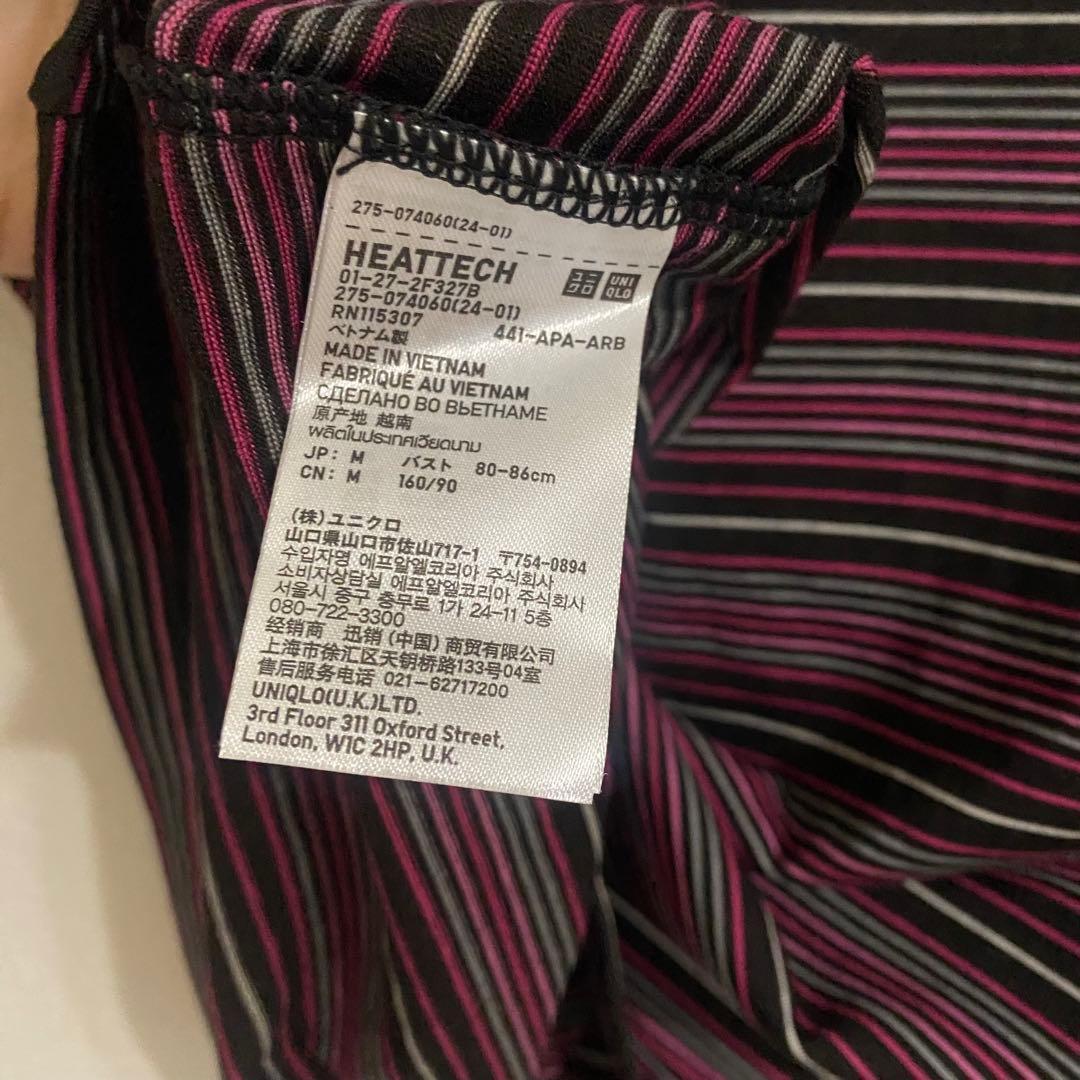 275-074060(24-01)
HEATTECH
ユニクロ UNIQLO
01-27-2F327B
275-074060(24-01)
RN115307 441-APA-ARB
ベトナム製
MADE IN VIETNAM
FABRIQUÉ AU VIETNAM
СДЕЛАНО ВО ВЬЕТНАМЕ
原产地 越南
ผลิตในประเทศเวียดนาม
JP: M バスト 80-86cm
CN: M 160/90
(株)ユニクロ
山口県山口市佐山717-1 〒754-0894
수입자명 에프알엘코리아 주식회사
소비자상담실 에프알엘코리아 주식회사
서울시 중구 충무로 1가 24-11 5층
080-722-3300
经销商 迅销(中国)商贸有限公司
上海市徐汇区天钥桥路133号04室
售后服务电话 021-62717200
UNIQLO(U.K.)LTD.
3rd Floor 311 Oxford Street,
London, W1C 2HP, U.K.